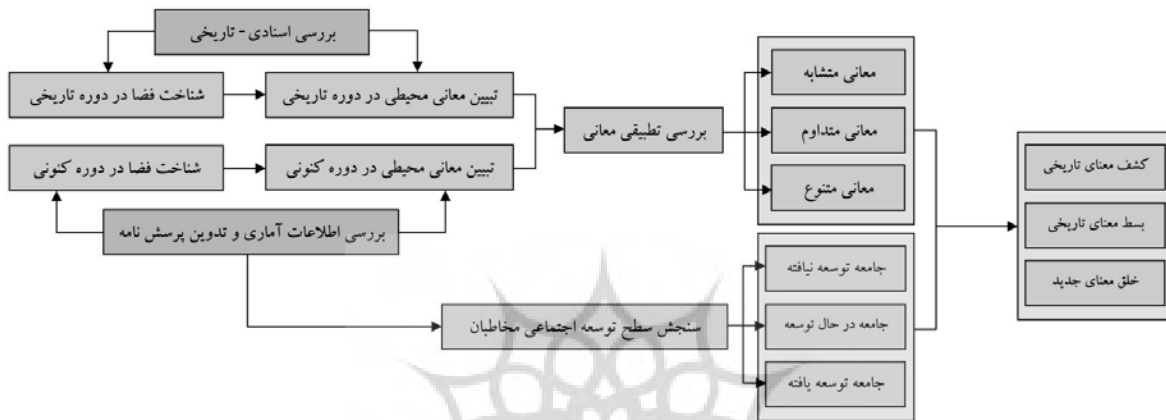 بررسی اسنادی - تاریخی
شناخت فضا در دوره تاریخی
تبیین معانی محیطی در دوره تاریخی
شناخت فضا در دوره کنونی
تبیین معانی محیطی در دوره کنونی
بررسی اطلاعات آماری و تدوین پرسش نامه
بررسی تطبیقی معانی
معانی متشابه
معانی متداوم
معانی متنوع
سنجش سطح توسعه اجتماعی مخاطبان
جامعه توسعه نیافته
جامعه در حال توسعه
جامعه توسعه یافته
کشف معنای تاریخی
بسط معنای تاریخی
خلق معنای جدید